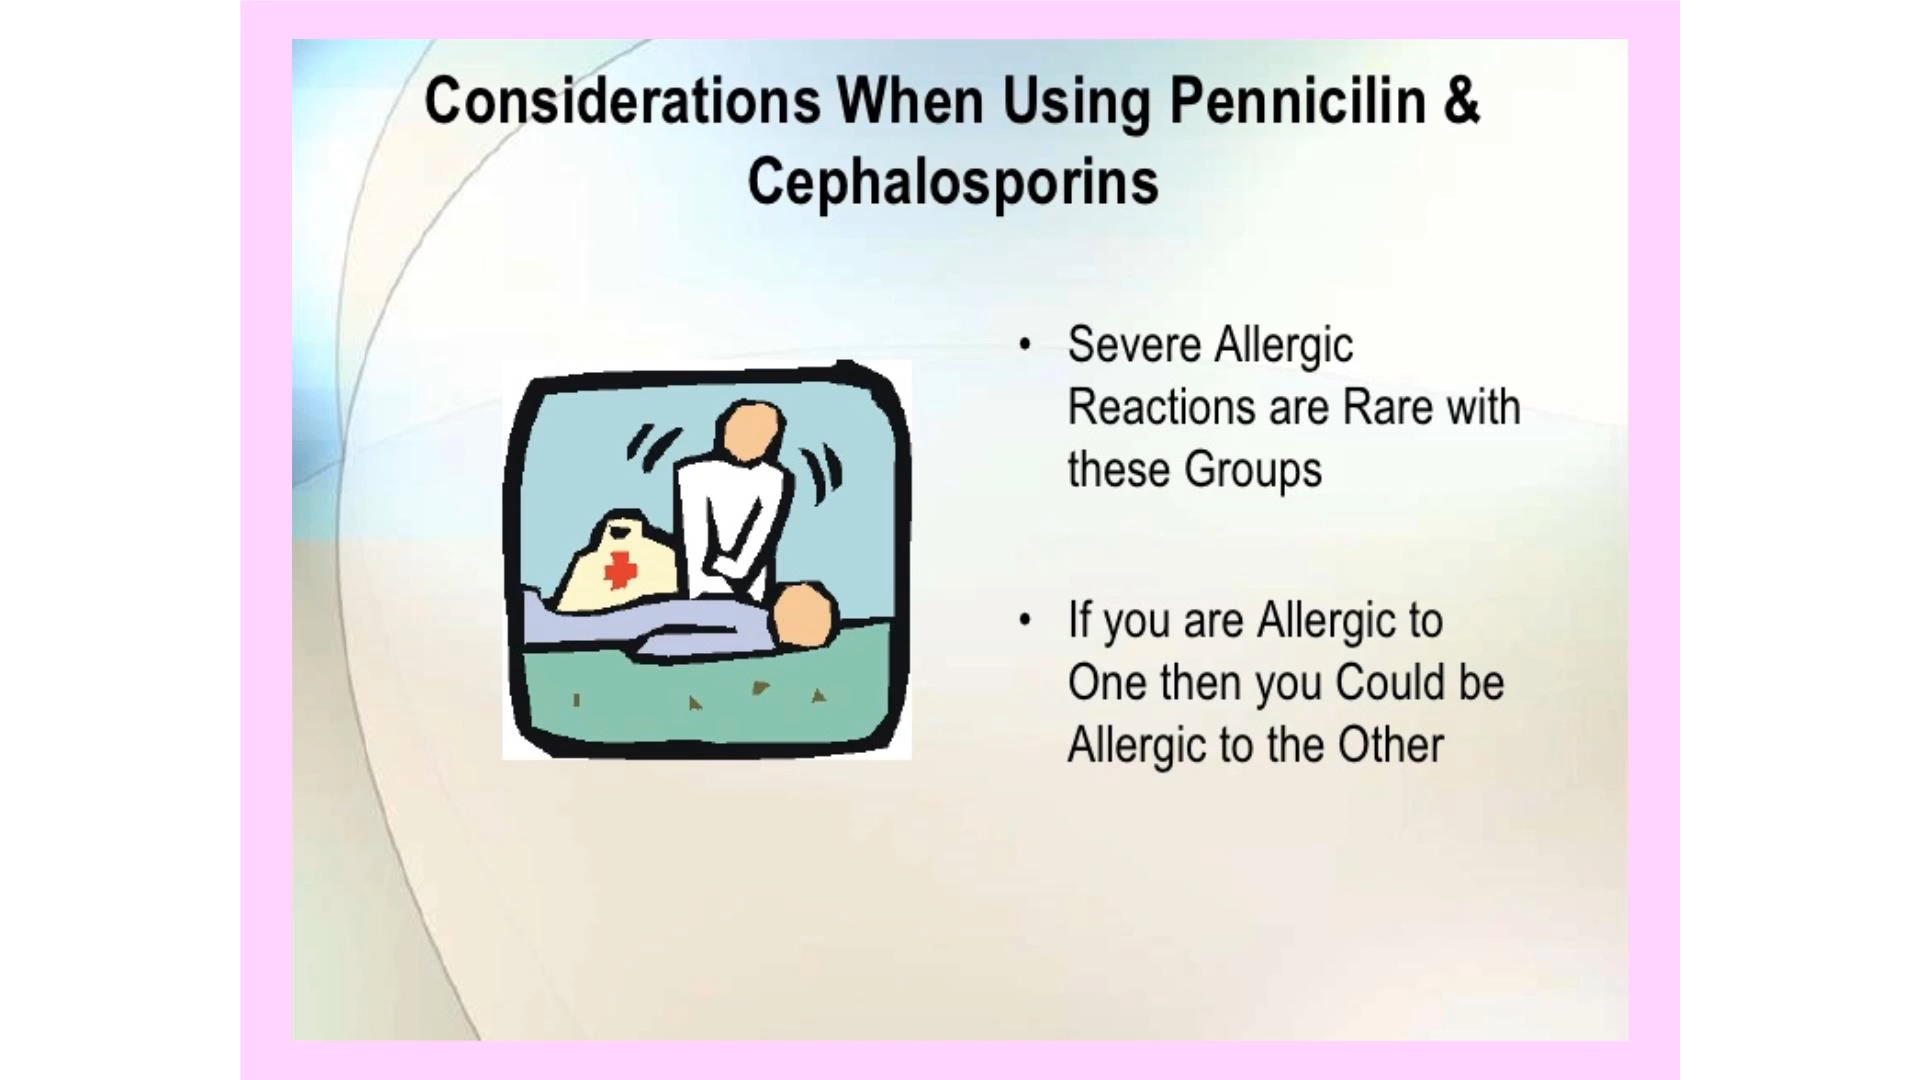 Considerations When Using Pennicilin &
Cephalosporins
• Severe Allergic
Reactions are Rare with
these Groups
• If you are Allergic to
One then you Could be
Allergic to the Other